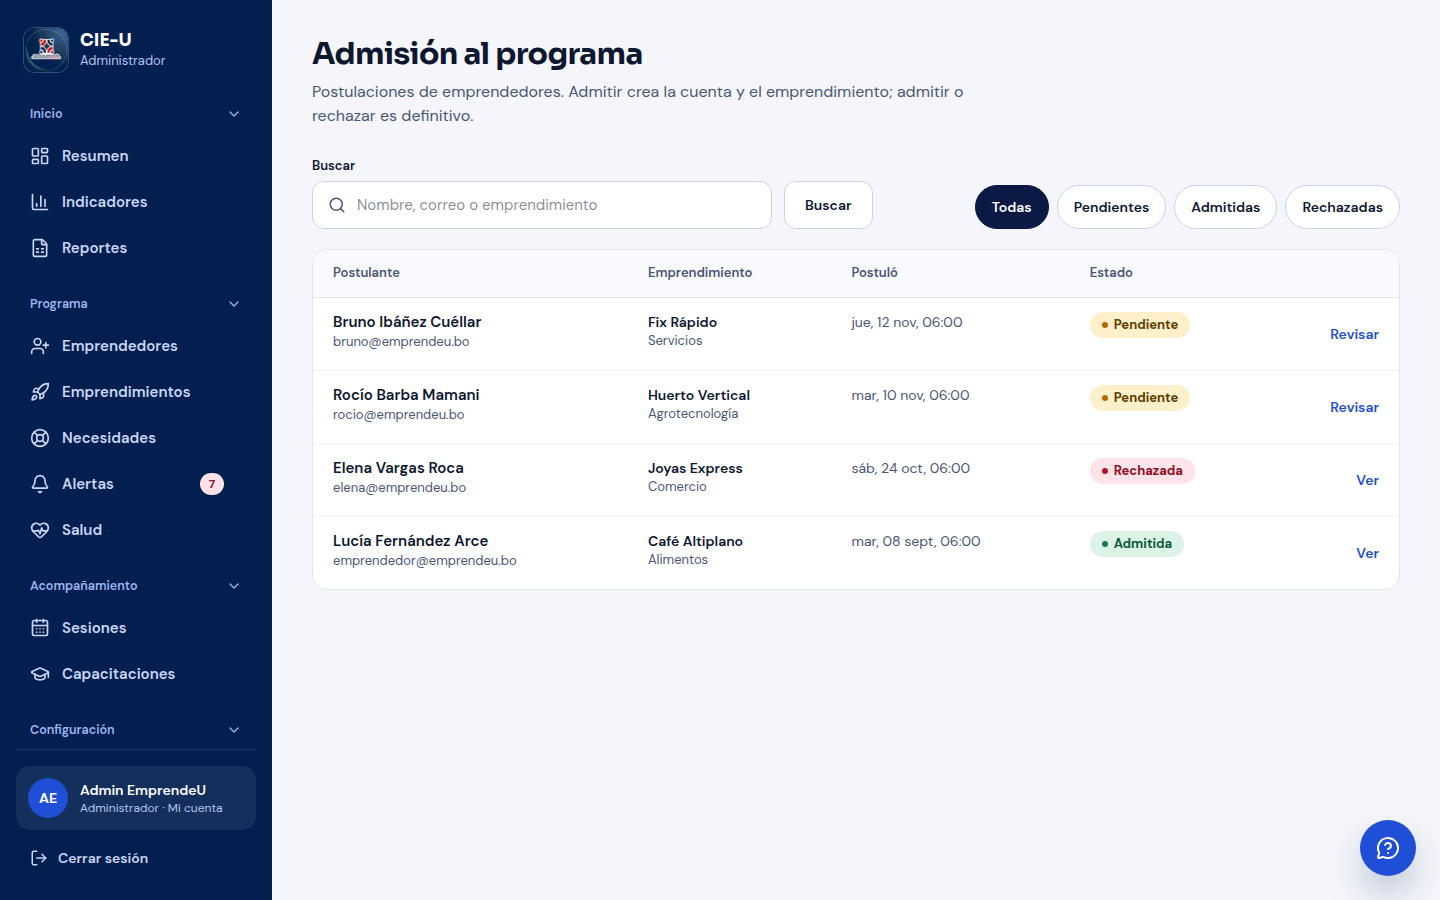 CIE-U
Administrador
Inicio
Resumen
Indicadores
Reportes
Programa
Emprendedores
Emprendimientos
Necesidades
Alertas 7
Salud
Acompañamiento
Sesiones
Capacitaciones
Configuración
AE Admin EmprendeU
Administrador · Mi cuenta
Cerrar sesión
Admisión al programa
Postulaciones de emprendedores. Admitir crea la cuenta y el emprendimiento; admitir o
rechazar es definitivo.
Buscar
Nombre, correo o emprendimiento Buscar Todas Pendientes Admitidas Rechazadas
Postulante Emprendimiento Postuló Estado
Bruno Ibáñez Cuéllar Fix Rápido jue, 12 nov, 06:00 Pendiente Revisar
bruno@emprendeu.bo Servicios
Rocío Barba Mamani Huerto Vertical mar, 10 nov, 06:00 Pendiente Revisar
rocio@emprendeu.bo Agrotecnología
Elena Vargas Roca Joyas Express sáb, 24 oct, 06:00 Rechazada Ver
elena@emprendeu.bo Comercio
Lucía Fernández Arce Café Altiplano mar, 08 sept, 06:00 Admitida Ver
emprendedor@emprendeu.bo Alimentos